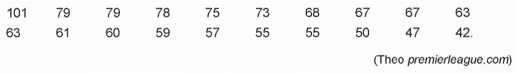 101 79 79 78 75 73 68 67 67 63
63 61 60 59 57 55 55 50 47 42.
(Theo premierleague.com)